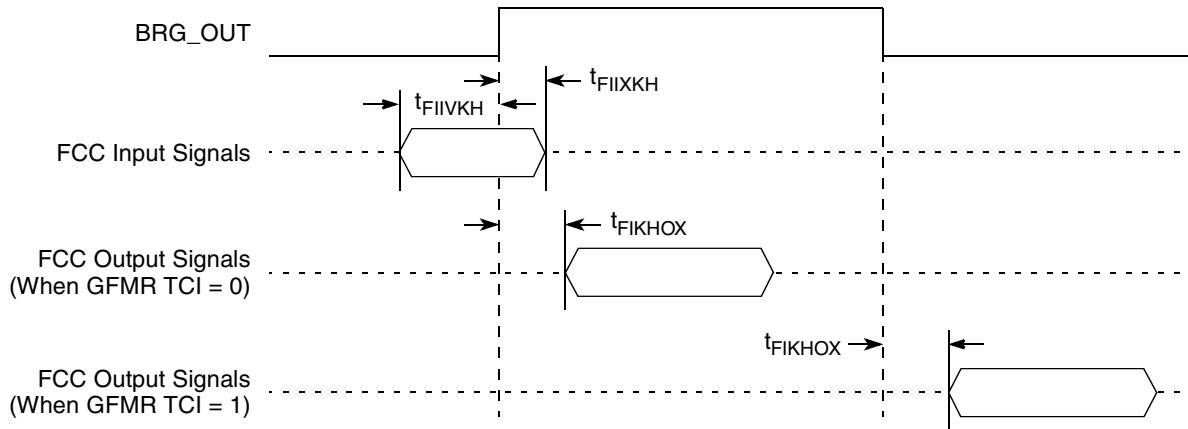 BRG_OUT
tFIIXKH
tFIIVKH
FCC Input Signals
tFIKHOX
FCC Output Signals
(When GFMR TCI = 0)
tFIKHOX
FCC Output Signals
(When GFMR TCI = 1)